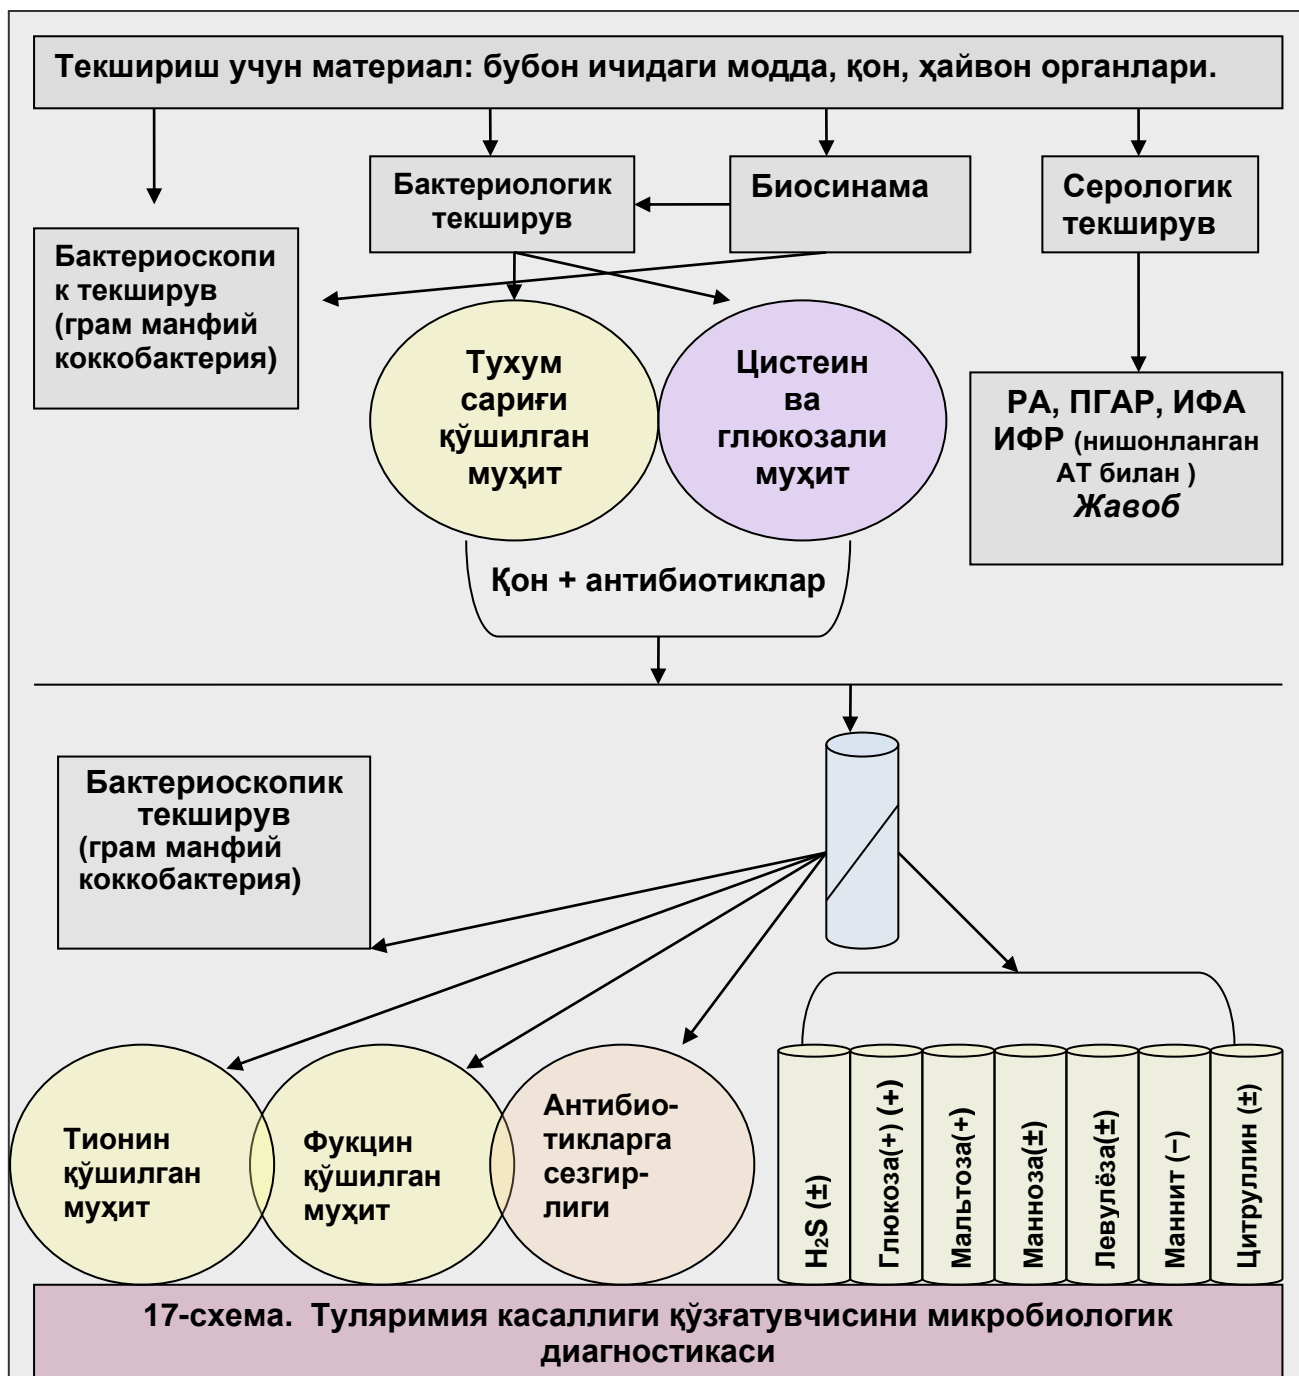 Текшириш учун материал: бубон ичидаги модда, қон, ҳайвон органлари.
Бактериологик
текширув
Биосинама
Серологик
текширув
Бактериоскопи
к текширув
(грам манфий
коккобактерия)
Тухум
сариғи
қўшилган
муҳит
Цистеин
ва
глюкозали
муҳит
РА, ПГАР, ИФА
ИФР (нишонланган
АТ билан )
Жавоб
Қон + антибиотиклар
Бактериоскопик
текширув
(грам манфий
коккобактерия)
Тионин
қўшилган
муҳит
Фукцин
қўшилган
муҳит
Антибио-
тикларга
сезгир-
лиги
H₂S (±)
Глюкоза(+) (+)
Мальтоза(+)
Манноза(±)
Левулёза(±)
Маннит (–)
Цитруллин (±)
17-схема. Туляримия касаллиги қўзғатувчисини микробиологик
диагностикаси